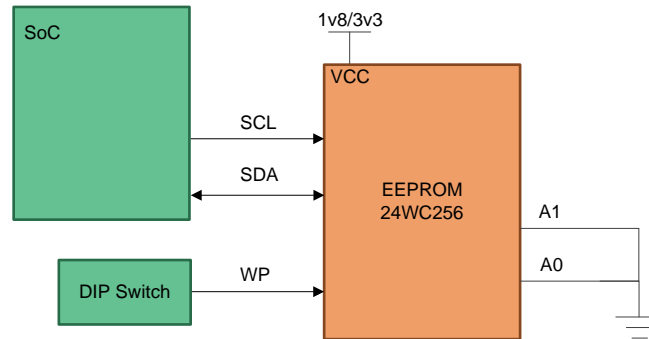 1v8/3v3
SoC
VCC
SCL
SDA
EEPROM
24WC256
A1
A0
WP
DIP Switch